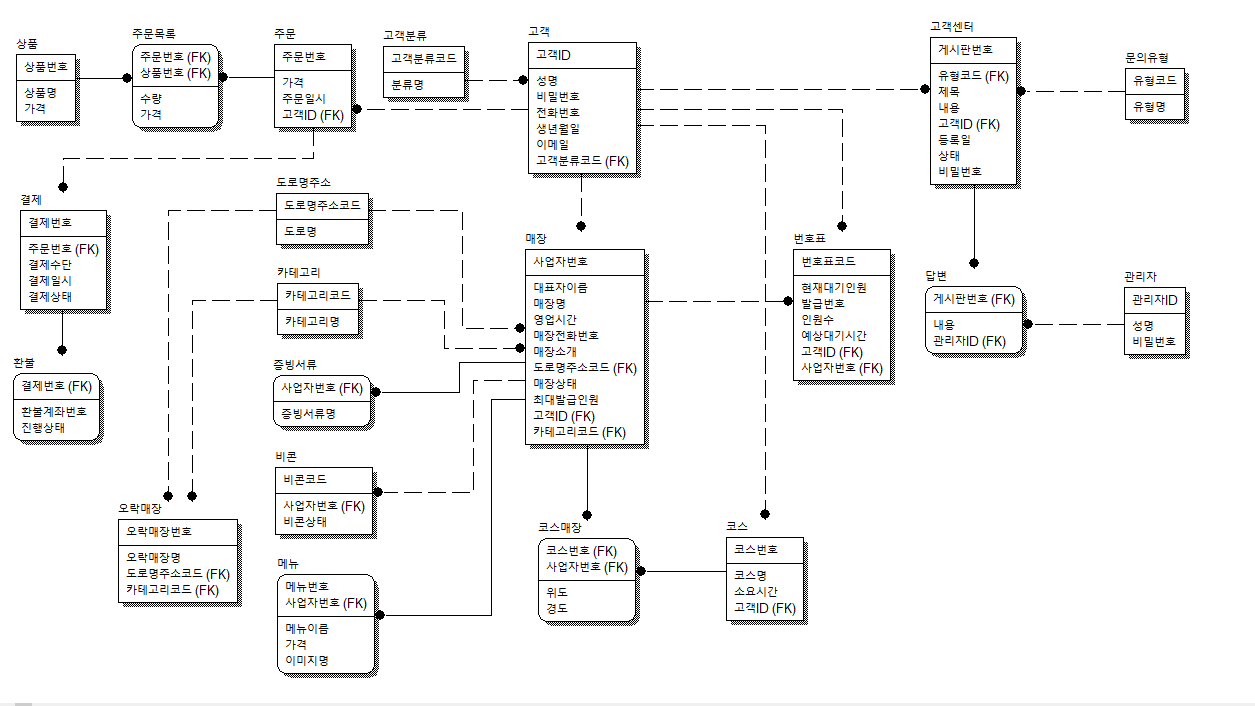 상품
상품번호
상품명
가격
주문목록
주문번호 (FK)
상품번호 (FK)
수량
가격
주문
주문번호
가격
주문일시
고객ID (FK)
고객분류
고객분류코드
분류명
고객
고객ID
성명
비밀번호
전화번호
생년월일
이메일
고객분류코드 (FK)
고객센터
게시판번호
유형코드 (FK)
제목
내용
고객ID (FK)
등록일
상태
비밀번호
문의유형
유형코드
유형명
결제
결제번호
주문번호 (FK)
결제수단
결제일시
결제상태
도로명주소
도로명주소코드
도로명
카테고리
카테고리코드
카테고리명
매장
사업자번호
대표자이름
매장명
영업시간
매장전화번호
매장소개
도로명주소코드 (FK)
매장상태
최대발급인원
고객ID (FK)
카테고리코드 (FK)
번호표
번호표코드
현재대기인원
발급번호
인원수
예상대기시간
고객ID (FK)
사업자번호 (FK)
답변
게시판번호 (FK)
내용
관리자ID (FK)
관리자
관리자ID
성명
비밀번호
환불
결제번호 (FK)
환불계좌번호
진행상태
증빙서류
사업자번호 (FK)
증빙서류명
비콘
비콘코드
사업자번호 (FK)
비콘상태
오락매장
오락매장번호
오락매장명
도로명주소코드 (FK)
카테고리코드 (FK)
메뉴
메뉴번호
사업자번호 (FK)
메뉴이름
가격
이미지명
코스매장
코스번호 (FK)
사업자번호 (FK)
위도
경도
코스
코스번호
코스명
소요시간
고객ID (FK)